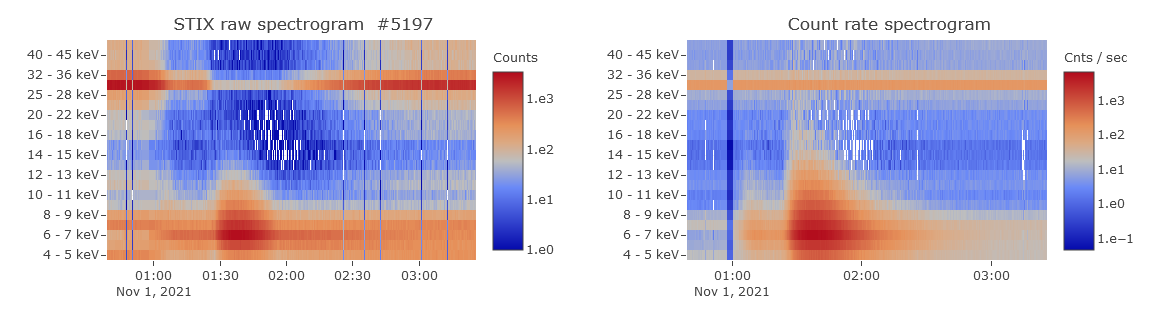 STIX raw spectrogram  #5197
40 - 45 keV
32 - 36 keV
25 - 28 keV
20 - 22 keV
16 - 18 keV
14 - 15 keV
12 - 13 keV
10 - 11 keV
8 - 9 keV
6 - 7 keV
4 - 5 keV
01:00 01:30 02:00 02:30 03:00
Nov 1, 2021
Counts
1.e3
1.e2
1.e1
1.e0
Count rate spectrogram
40 - 45 keV
32 - 36 keV
25 - 28 keV
20 - 22 keV
16 - 18 keV
14 - 15 keV
12 - 13 keV
10 - 11 keV
8 - 9 keV
6 - 7 keV
4 - 5 keV
01:00 02:00 03:00
Nov 1, 2021
Cnts / sec
1.e3
1.e2
1.e1
1.e0
1.e−1